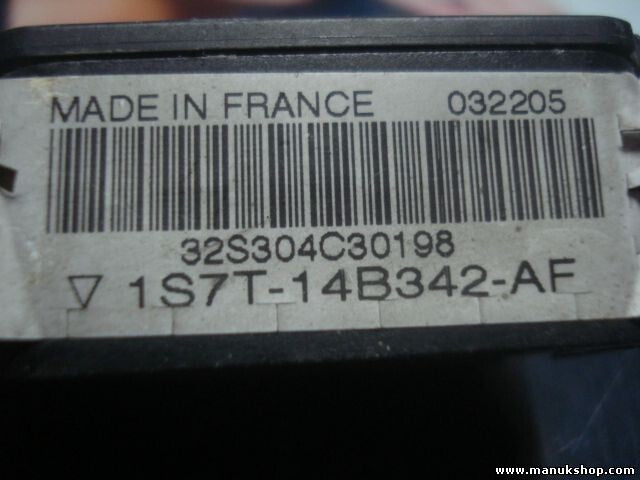 MADE IN FRANCE 032205
32S304C30198
▽ 1S7T-14B342-AF
www.manukshop.com